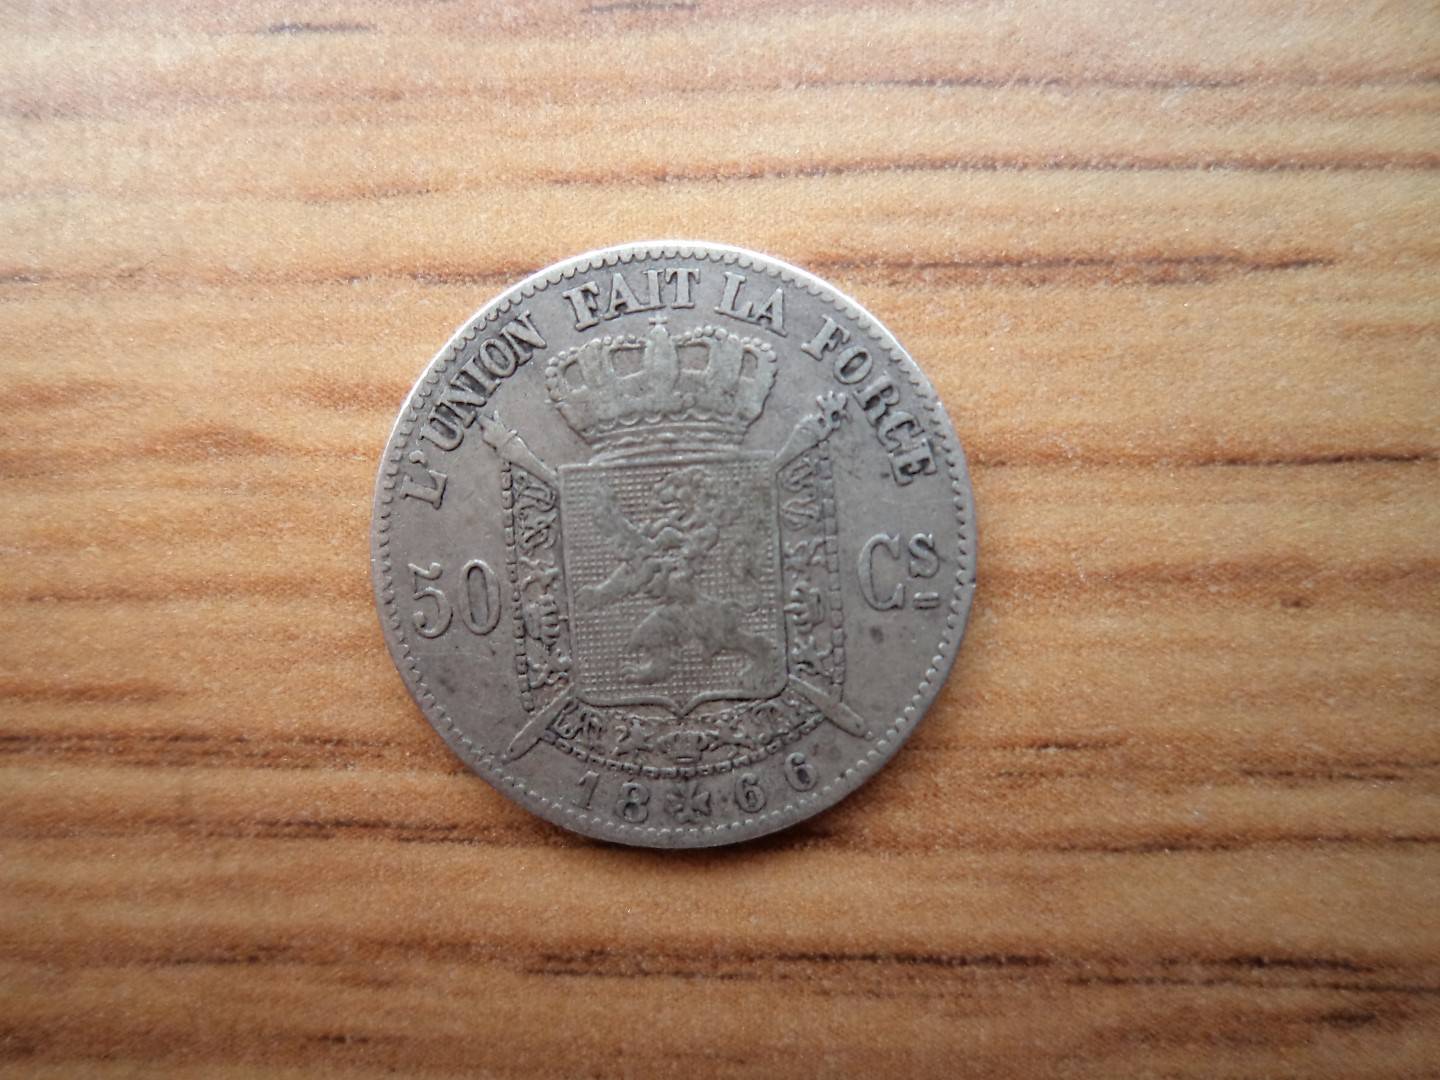 L'UNION FAIT LA FORCE
50 Cs
1866